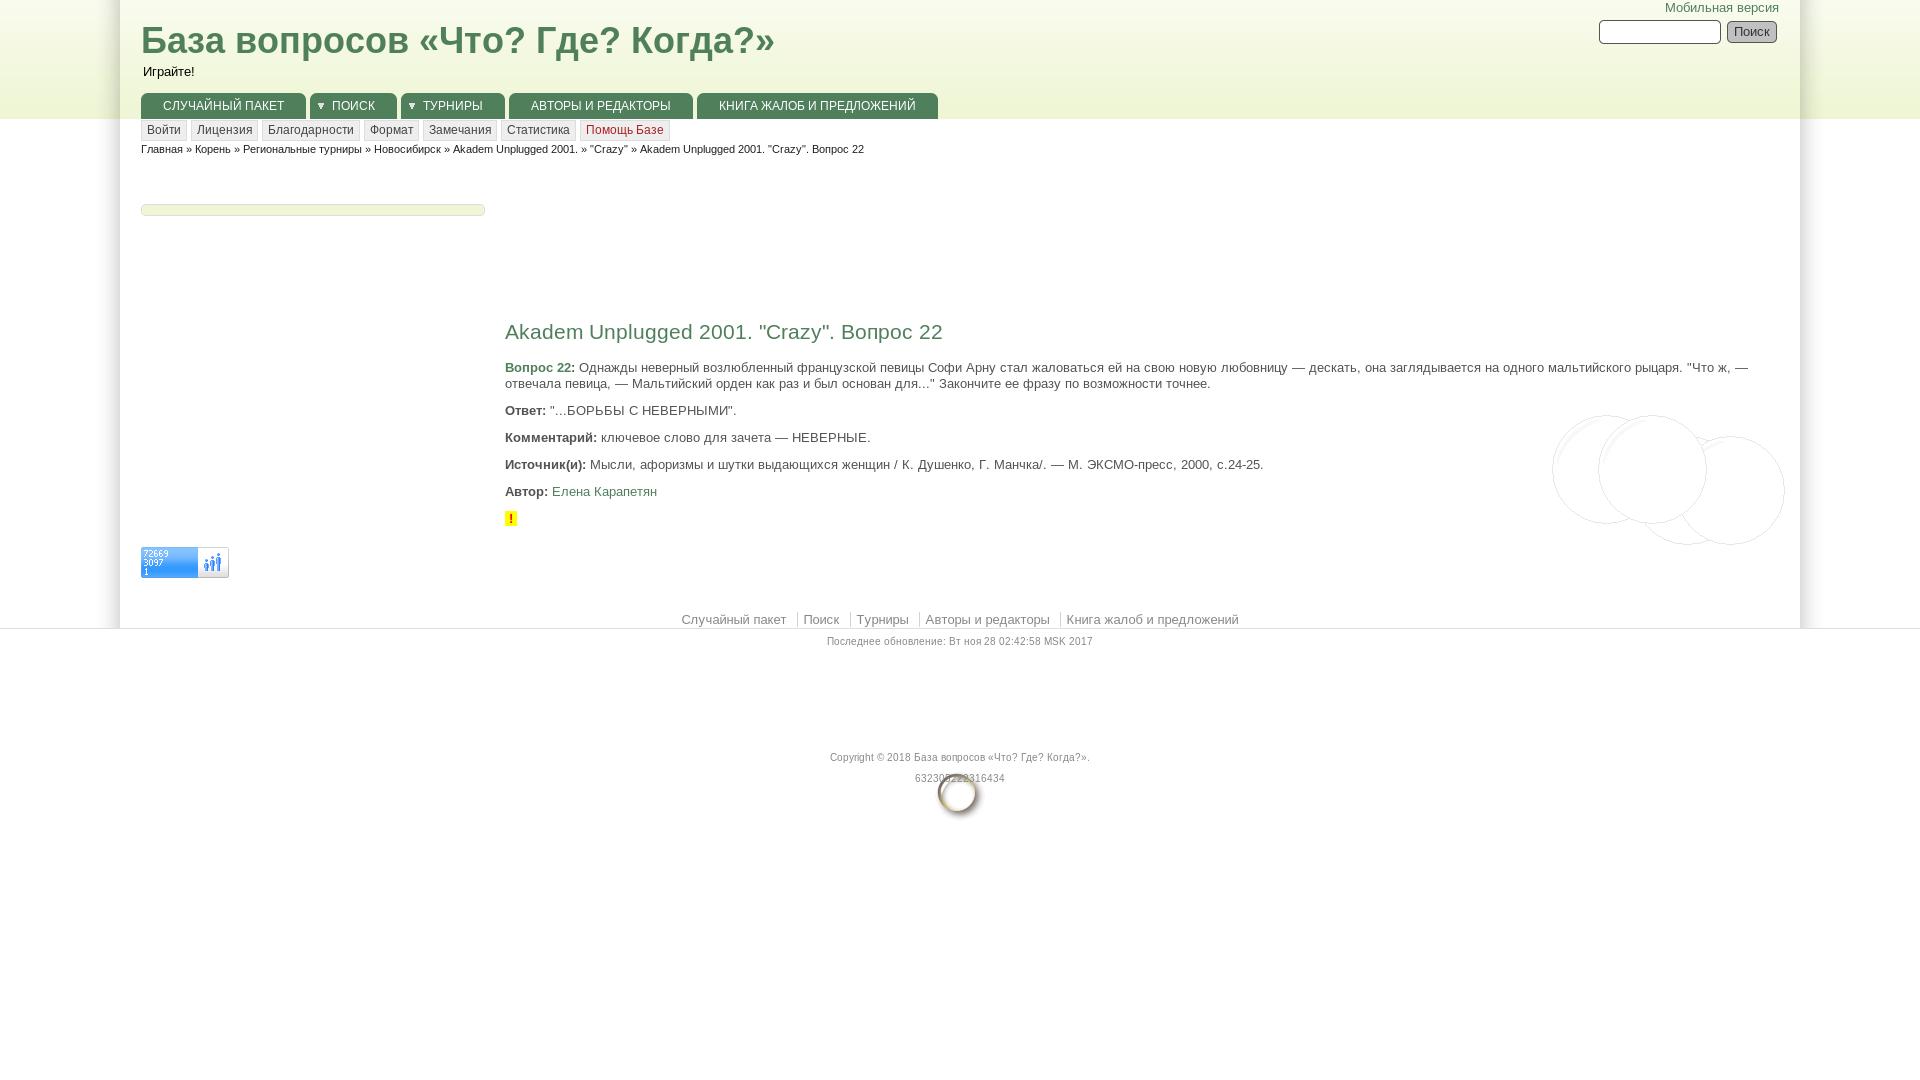 Мобильная версия
База вопросов «Что? Где? Когда?»
Поиск
Играйте!
СЛУЧАЙНЫЙ ПАКЕТ ПОИСК ТУРНИРЫ АВТОРЫ И РЕДАКТОРЫ КНИГА ЖАЛОБ И ПРЕДЛОЖЕНИЙ
Войти Лицензия Благодарности Формат Замечания Статистика Помощь Базе
Главная » Корень » Региональные турниры » Новосибирск » Akadem Unplugged 2001. » "Crazy" » Akadem Unplugged 2001. "Crazy". Вопрос 22
Akadem Unplugged 2001. "Crazy". Вопрос 22
Вопрос 22: Однажды неверный возлюбленный французской певицы Софи Арну стал жаловаться ей на свою новую любовницу — дескать, она заглядывается на одного мальтийского рыцаря. "Что ж, —
отвечала певица, — Мальтийский орден как раз и был основан для..." Закончите ее фразу по возможности точнее.
Ответ: "...БОРЬБЫ С НЕВЕРНЫМИ".
Комментарий: ключевое слово для зачета — НЕВЕРНЫЕ.
Источник(и): Мысли, афоризмы и шутки выдающихся женщин / К. Душенко, Г. Манчка/. — М. ЭКСМО-пресс, 2000, с.24-25.
Автор: Елена Карапетян
!
72669
3097
1
Случайный пакет Поиск Турниры Авторы и редакторы Книга жалоб и предложений
Последнее обновление: Вт ноя 28 02:42:58 MSK 2017
Copyright © 2018 База вопросов «Что? Где? Когда?».